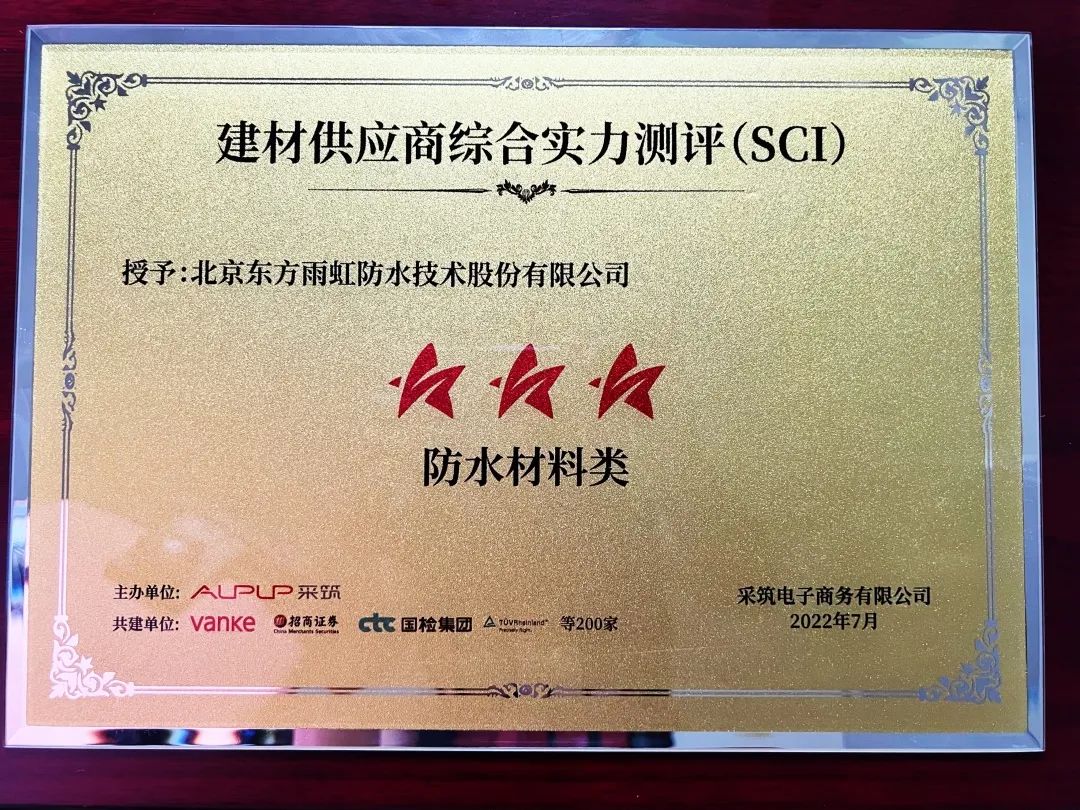 建材供应商综合实力测评(SCI)
授予:北京东方雨虹防水技术股份有限公司
防水材料类
主办单位: AUPUP 采筑
共建单位: vanke 招商证券 China Merchants Securities ctc 国检集团 TÜVRheinland® Precisely Right. 等200家
采筑电子商务有限公司
2022年7月